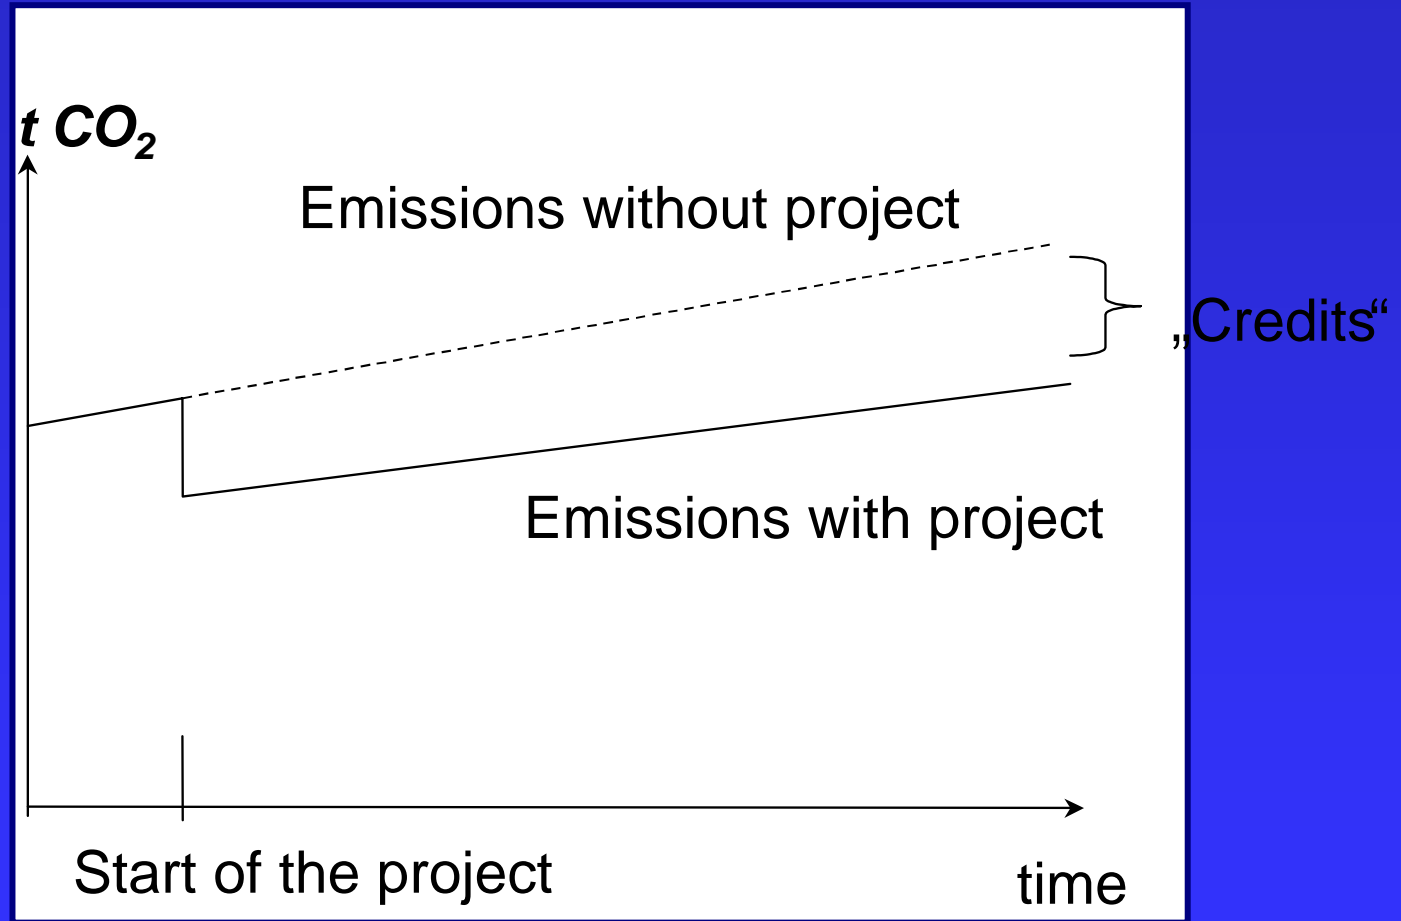 t CO₂
Emissions without project
„Credits“
Emissions with project
Start of the project
time